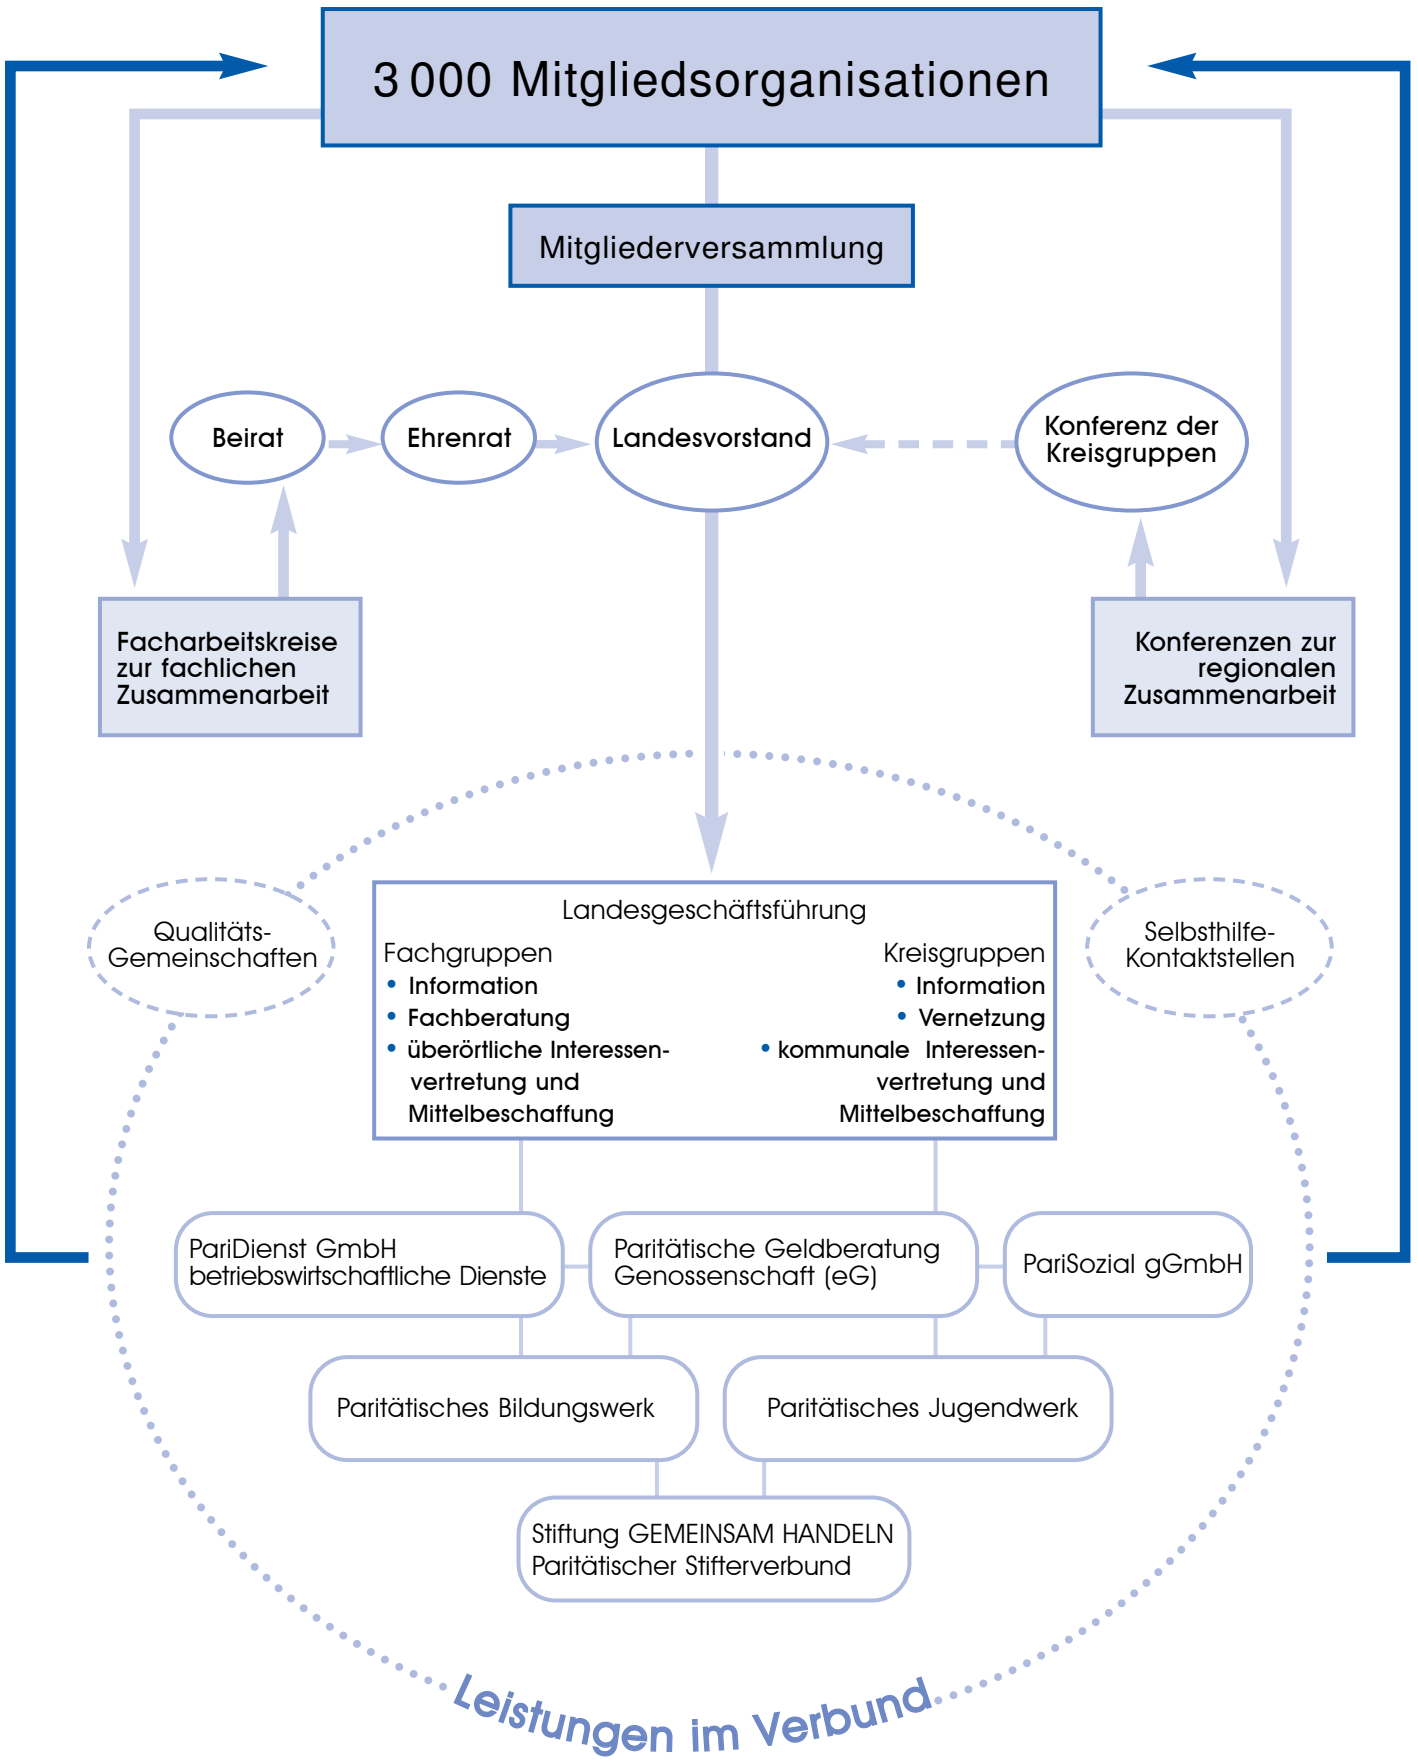 3 000 Mitgliedsorganisationen
Mitgliederversammlung
Beirat
Ehrenrat
Landesvorstand
Konferenz der
Kreisgruppen
Facharbeitskreise
zur fachlichen
Zusammenarbeit
Konferenzen zur
regionalen
Zusammenarbeit
Qualitäts-
Gemeinschaften
Selbsthilfe-
Kontaktstellen
Landesgeschäftsführung
Fachgruppen
• Information
• Fachberatung
• überörtliche Interessen-
vertretung und
Mittelbeschaffung
Kreisgruppen
• Information
• Vernetzung
• kommunale Interessen-
vertretung und
Mittelbeschaffung
PariDienst GmbH
betriebswirtschaftliche Dienste
Paritätische Geldberatung
Genossenschaft (eG)
PariSozial gGmbH
Paritätisches Bildungswerk
Paritätisches Jugendwerk
Stiftung GEMEINSAM HANDELN
Paritätischer Stifterverbund
Leistungen im Verbund